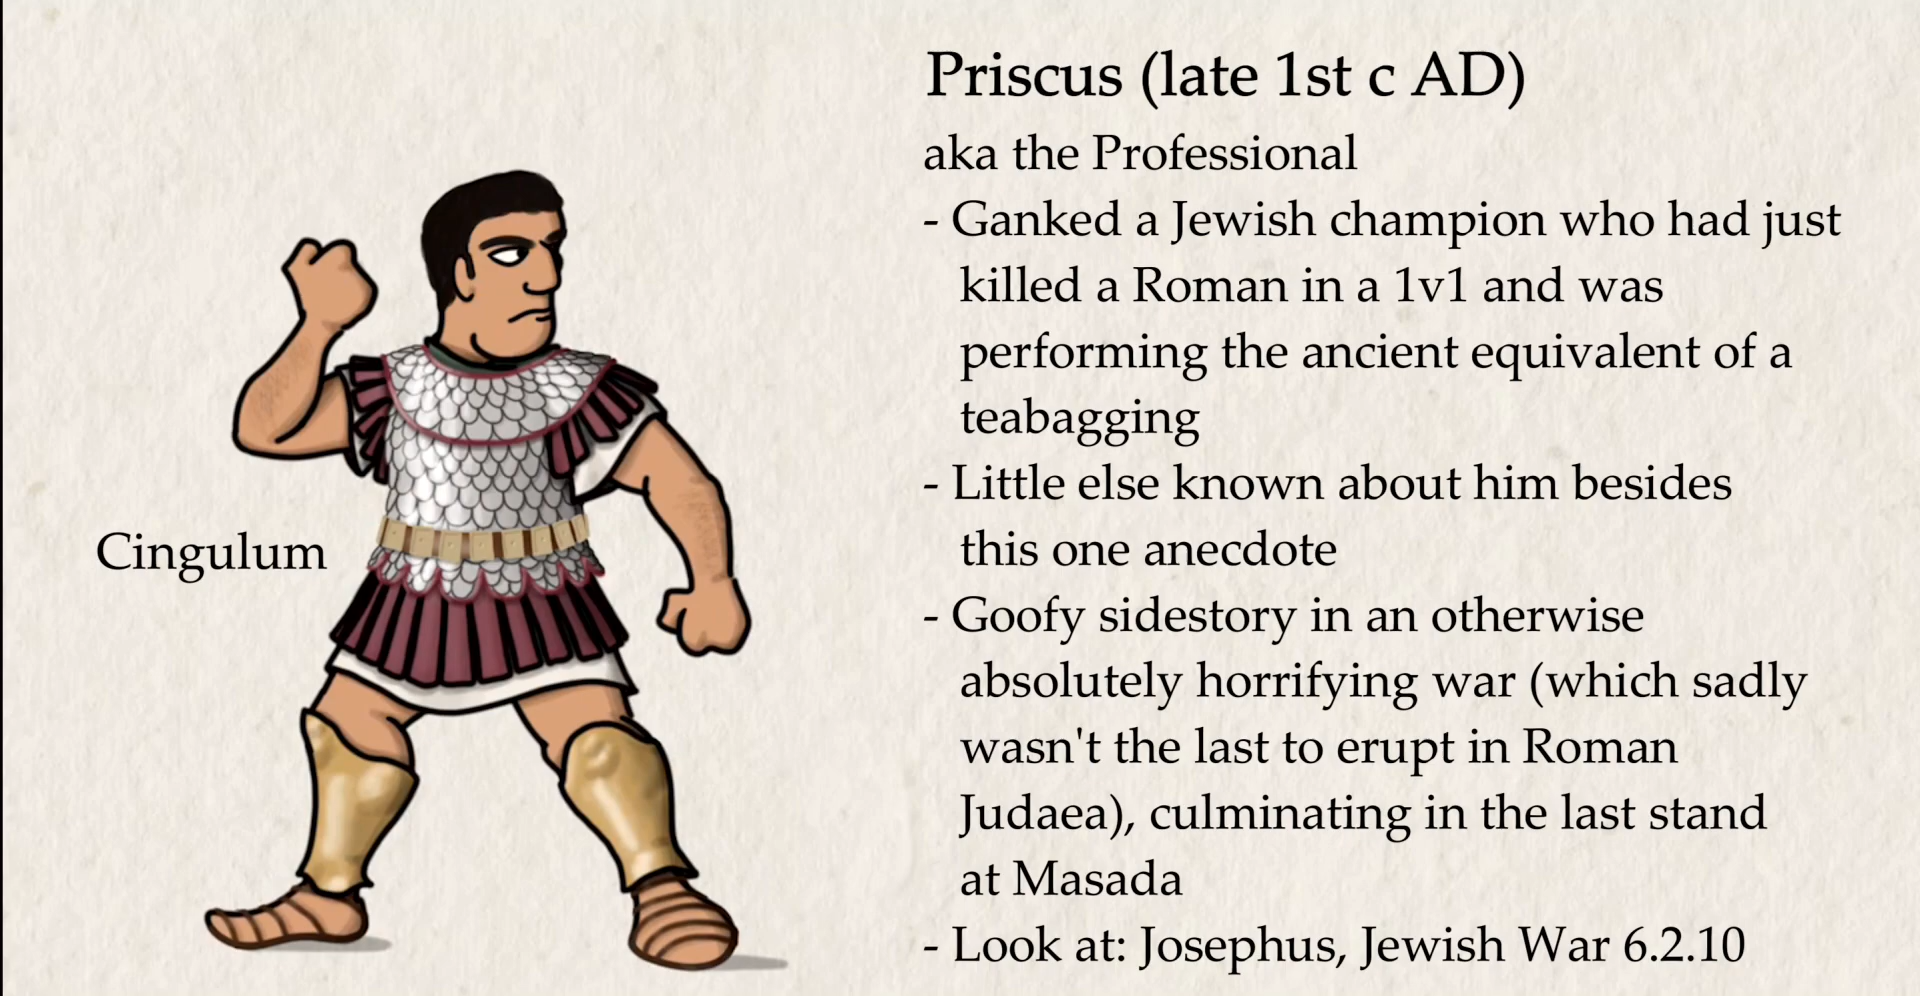 Priscus (late 1st c AD)
aka the Professional
- Ganked a Jewish champion who had just
killed a Roman in a 1v1 and was
performing the ancient equivalent of a
teabagging
- Little else known about him besides
this one anecdote
- Goofy sidestory in an otherwise
absolutely horrifying war (which sadly
wasn't the last to erupt in Roman
Judaea), culminating in the last stand
at Masada
- Look at: Josephus, Jewish War 6.2.10
Cingulum